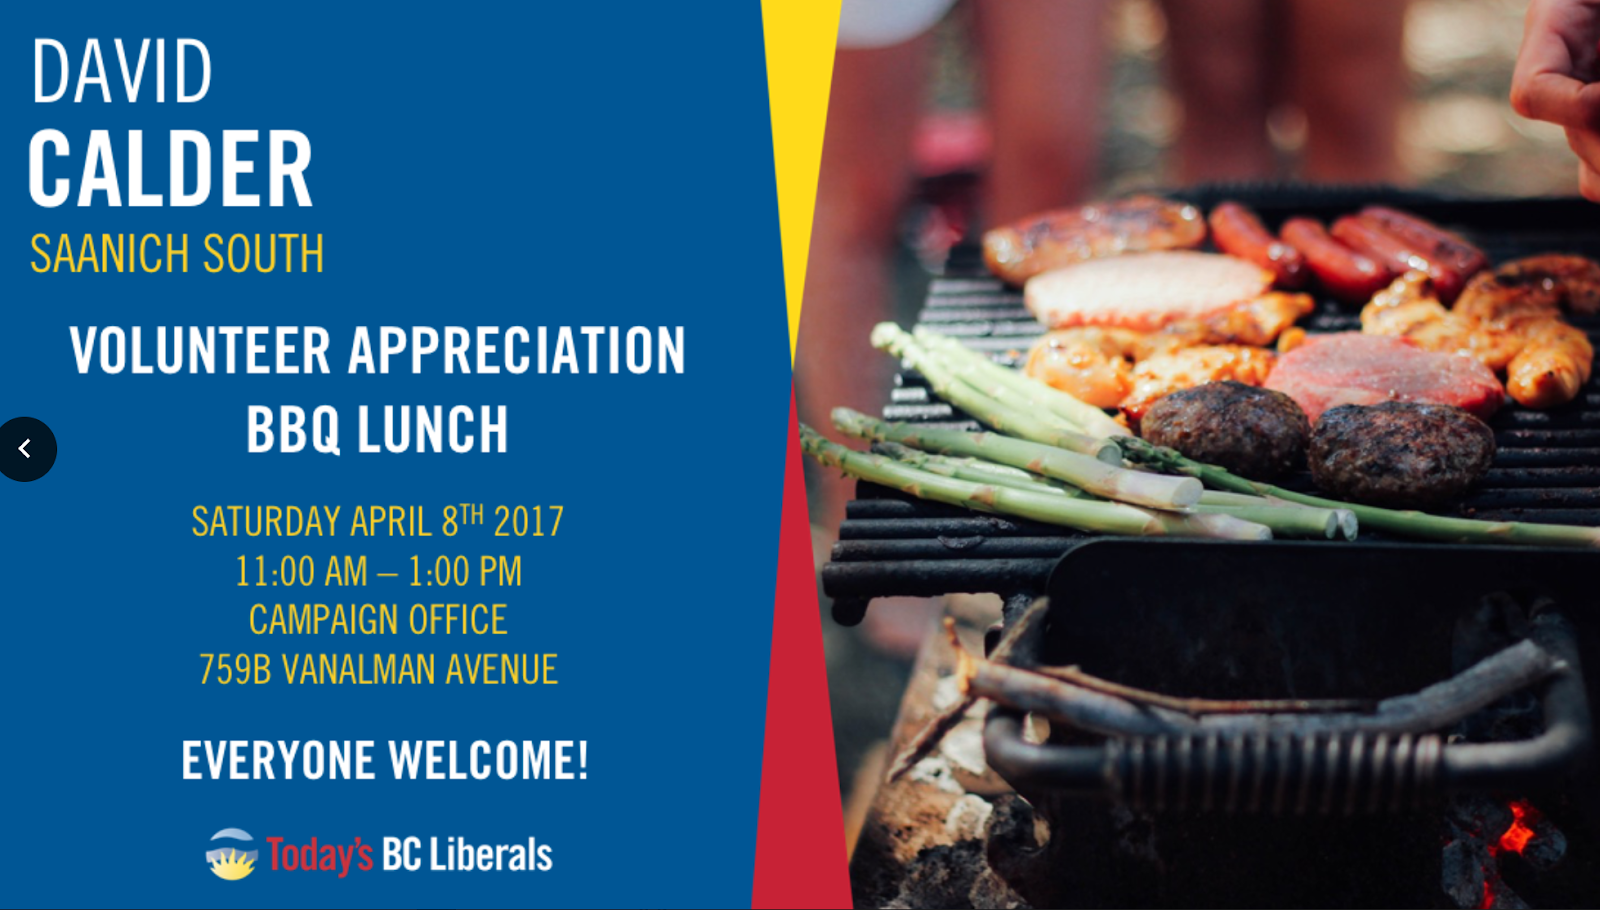 DAVID
CALDER
SAANICH SOUTH
VOLUNTEER APPRECIATION
BBQ LUNCH
SATURDAY APRIL 8TH 2017
11:00 AM – 1:00 PM
CAMPAIGN OFFICE
759B VANALMAN AVENUE
EVERYONE WELCOME!
Today's BC Liberals